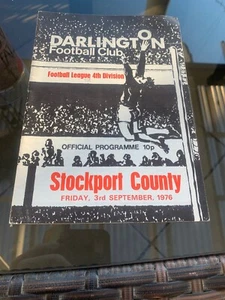 DARLINGTON
Football Club
Football League 4th Division
OFFICIAL PROGRAMME 10p
Stockport County
FRIDAY, 3rd SEPTEMBER, 1976